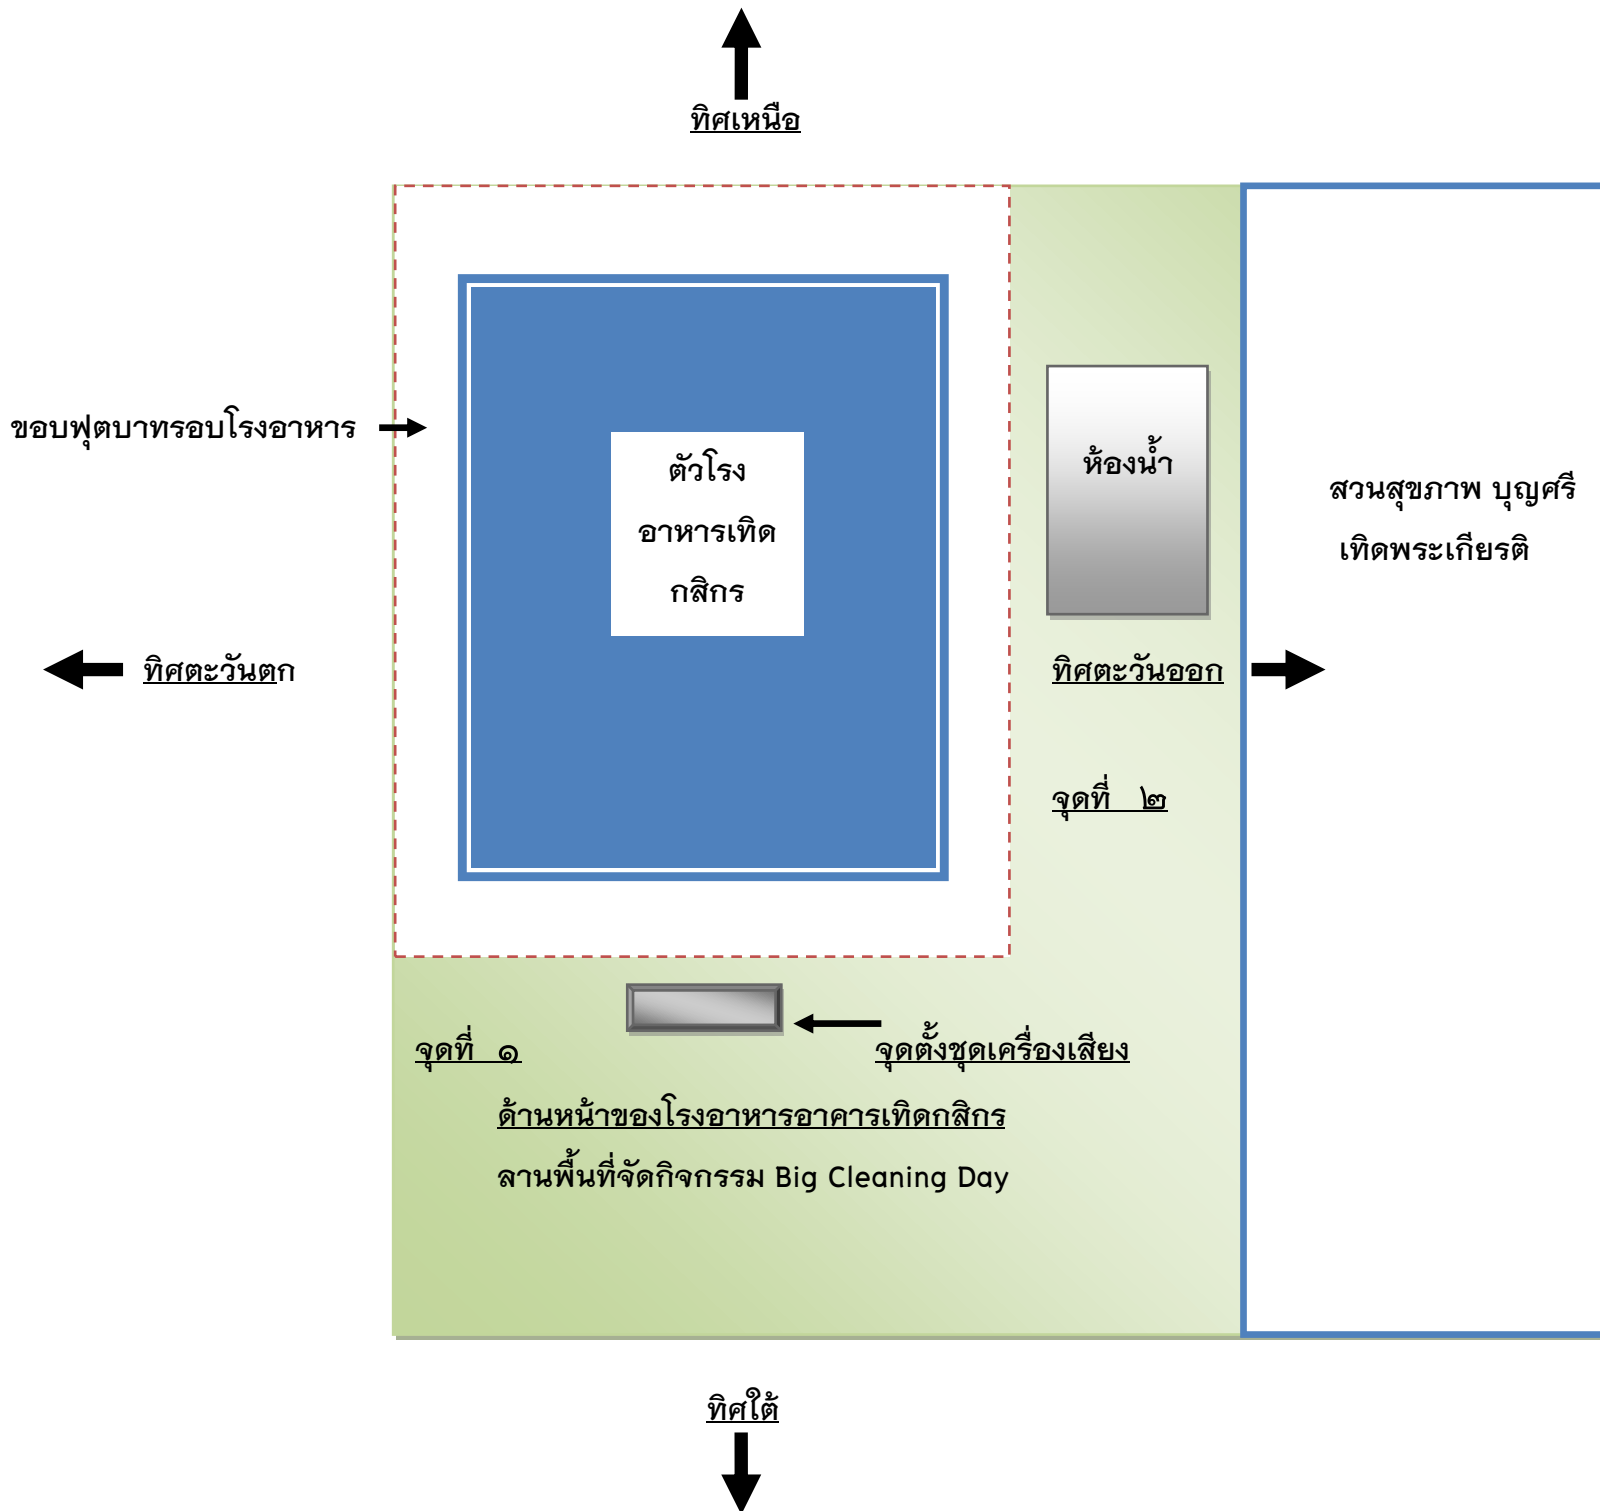 ทิศเหนือ
ขอบฟุตบาทรอบโรงอาหาร
ตัวโรง
อาหารเทิด
กสิกร
ห้องน้ำ
สวนสุขภาพ บุญศรี
เทิดพระเกียรติ
ทิศตะวันตก
ทิศตะวันออก
จุดที่ ๒
จุดที่ ๑
จุดตั้งชุดเครื่องเสียง
ด้านหน้าของโรงอาหารอาคารเทิดกสิกร
ลานพื้นที่จัดกิจกรรม Big Cleaning Day
ทิศใต้